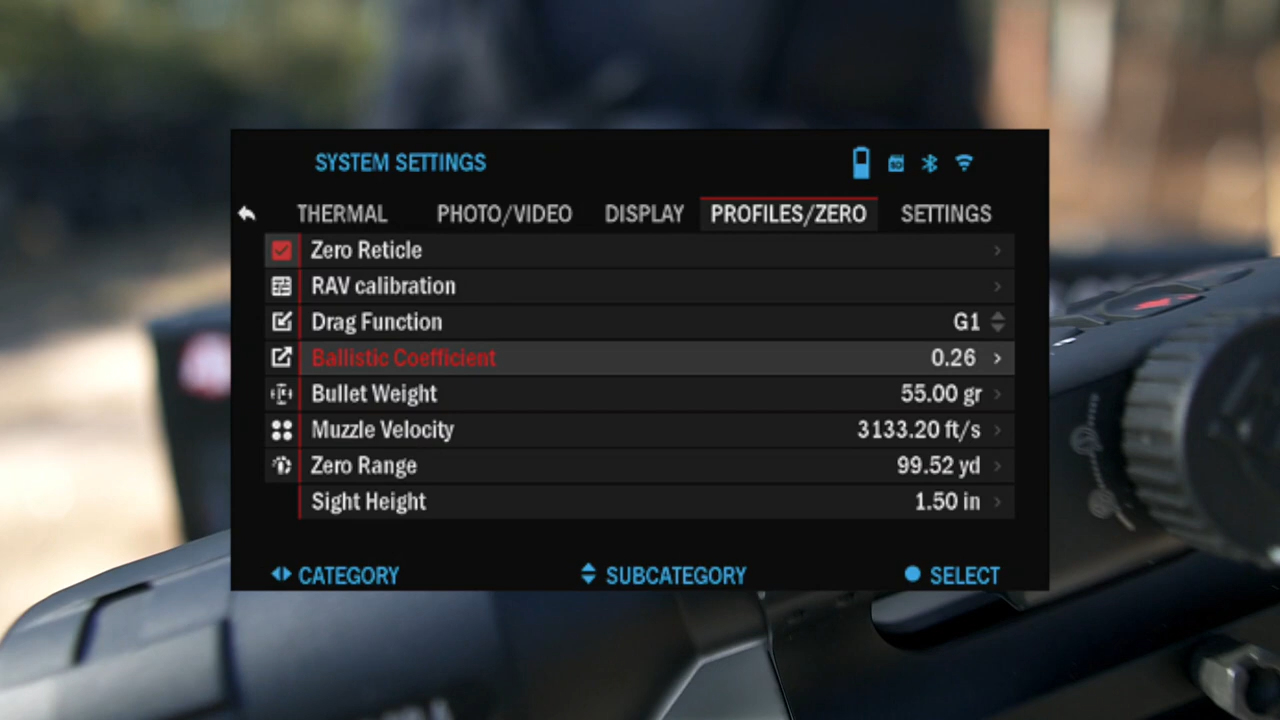 SYSTEM SETTINGS
THERMAL PHOTO/VIDEO DISPLAY PROFILES/ZERO SETTINGS
Zero Reticle
RAV calibration
Drag Function G1
Ballistic Coefficient 0.26
Bullet Weight 55.00 gr
Muzzle Velocity 3133.20 ft/s
Zero Range 99.52 yd
Sight Height 1.50 in
CATEGORY SUBCATEGORY SELECT